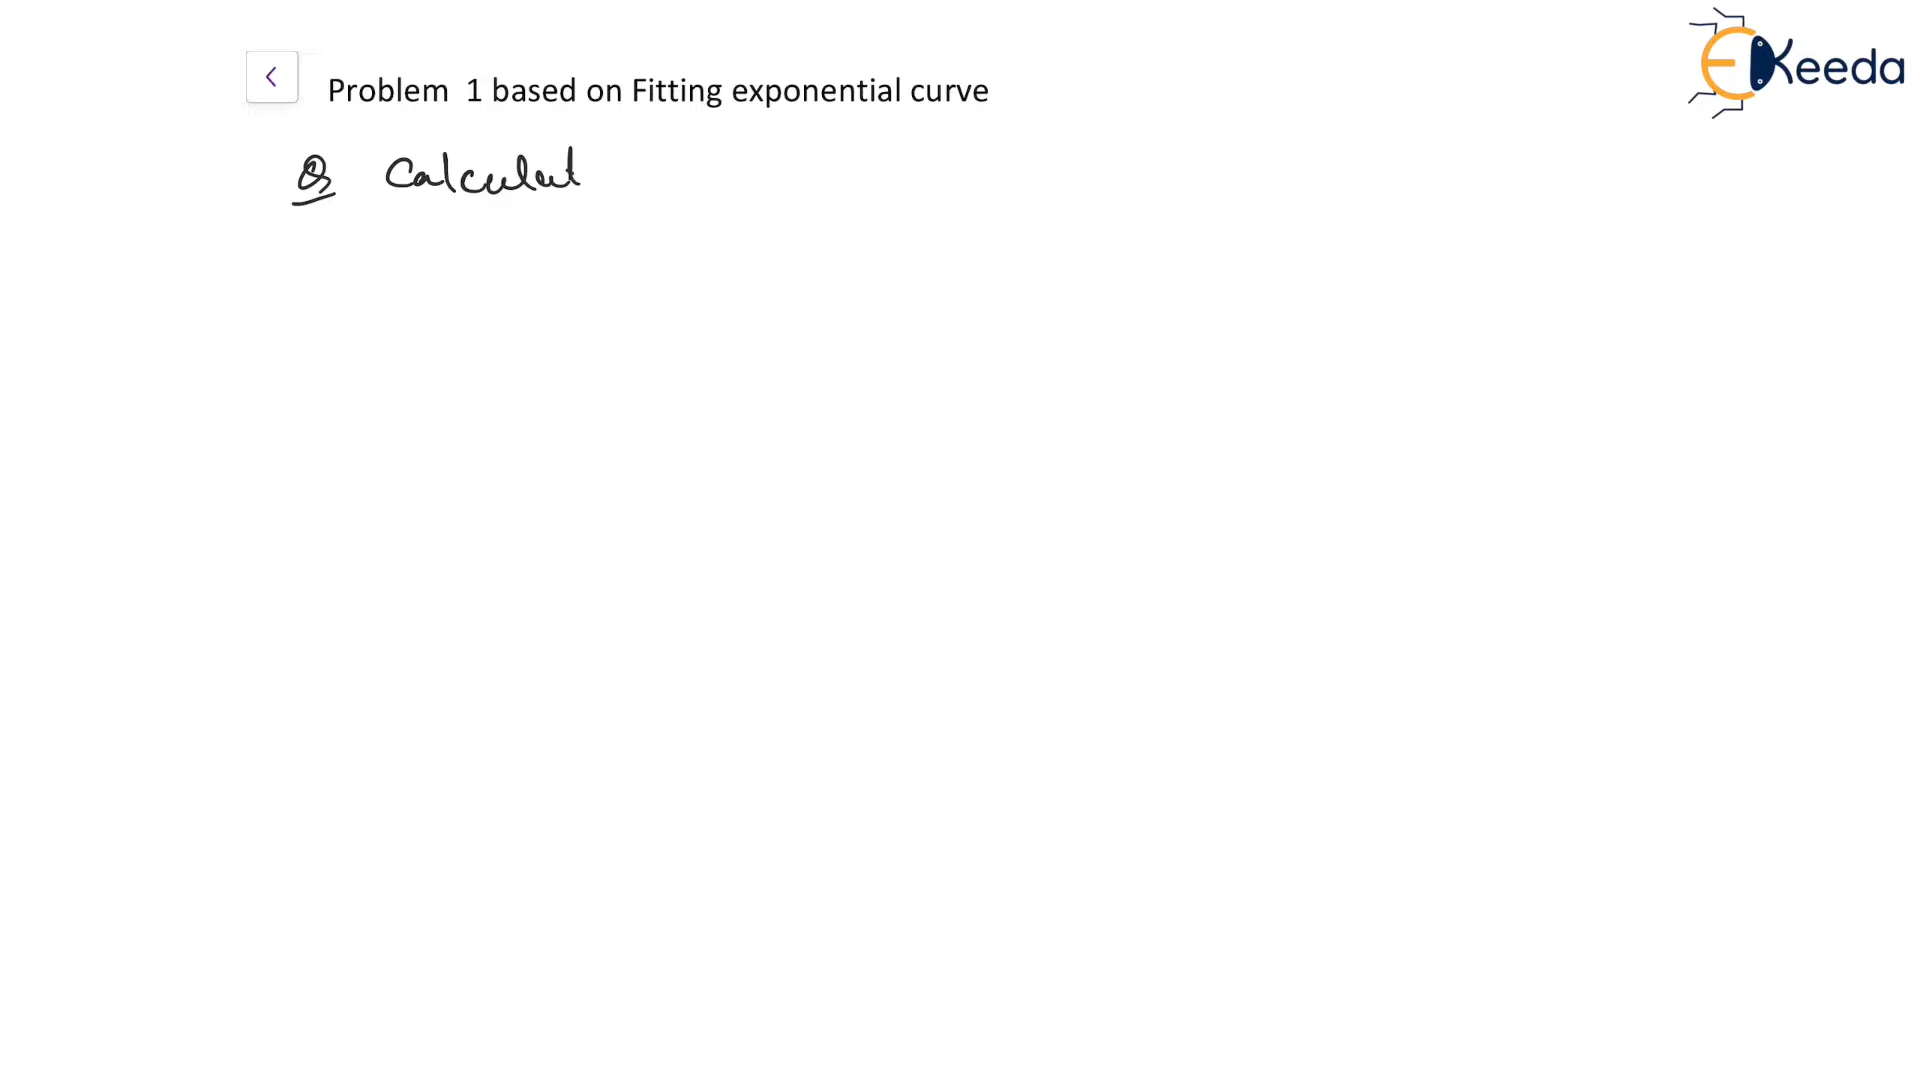 EKeeda
Problem 1 based on Fitting exponential curve
Q Calculat